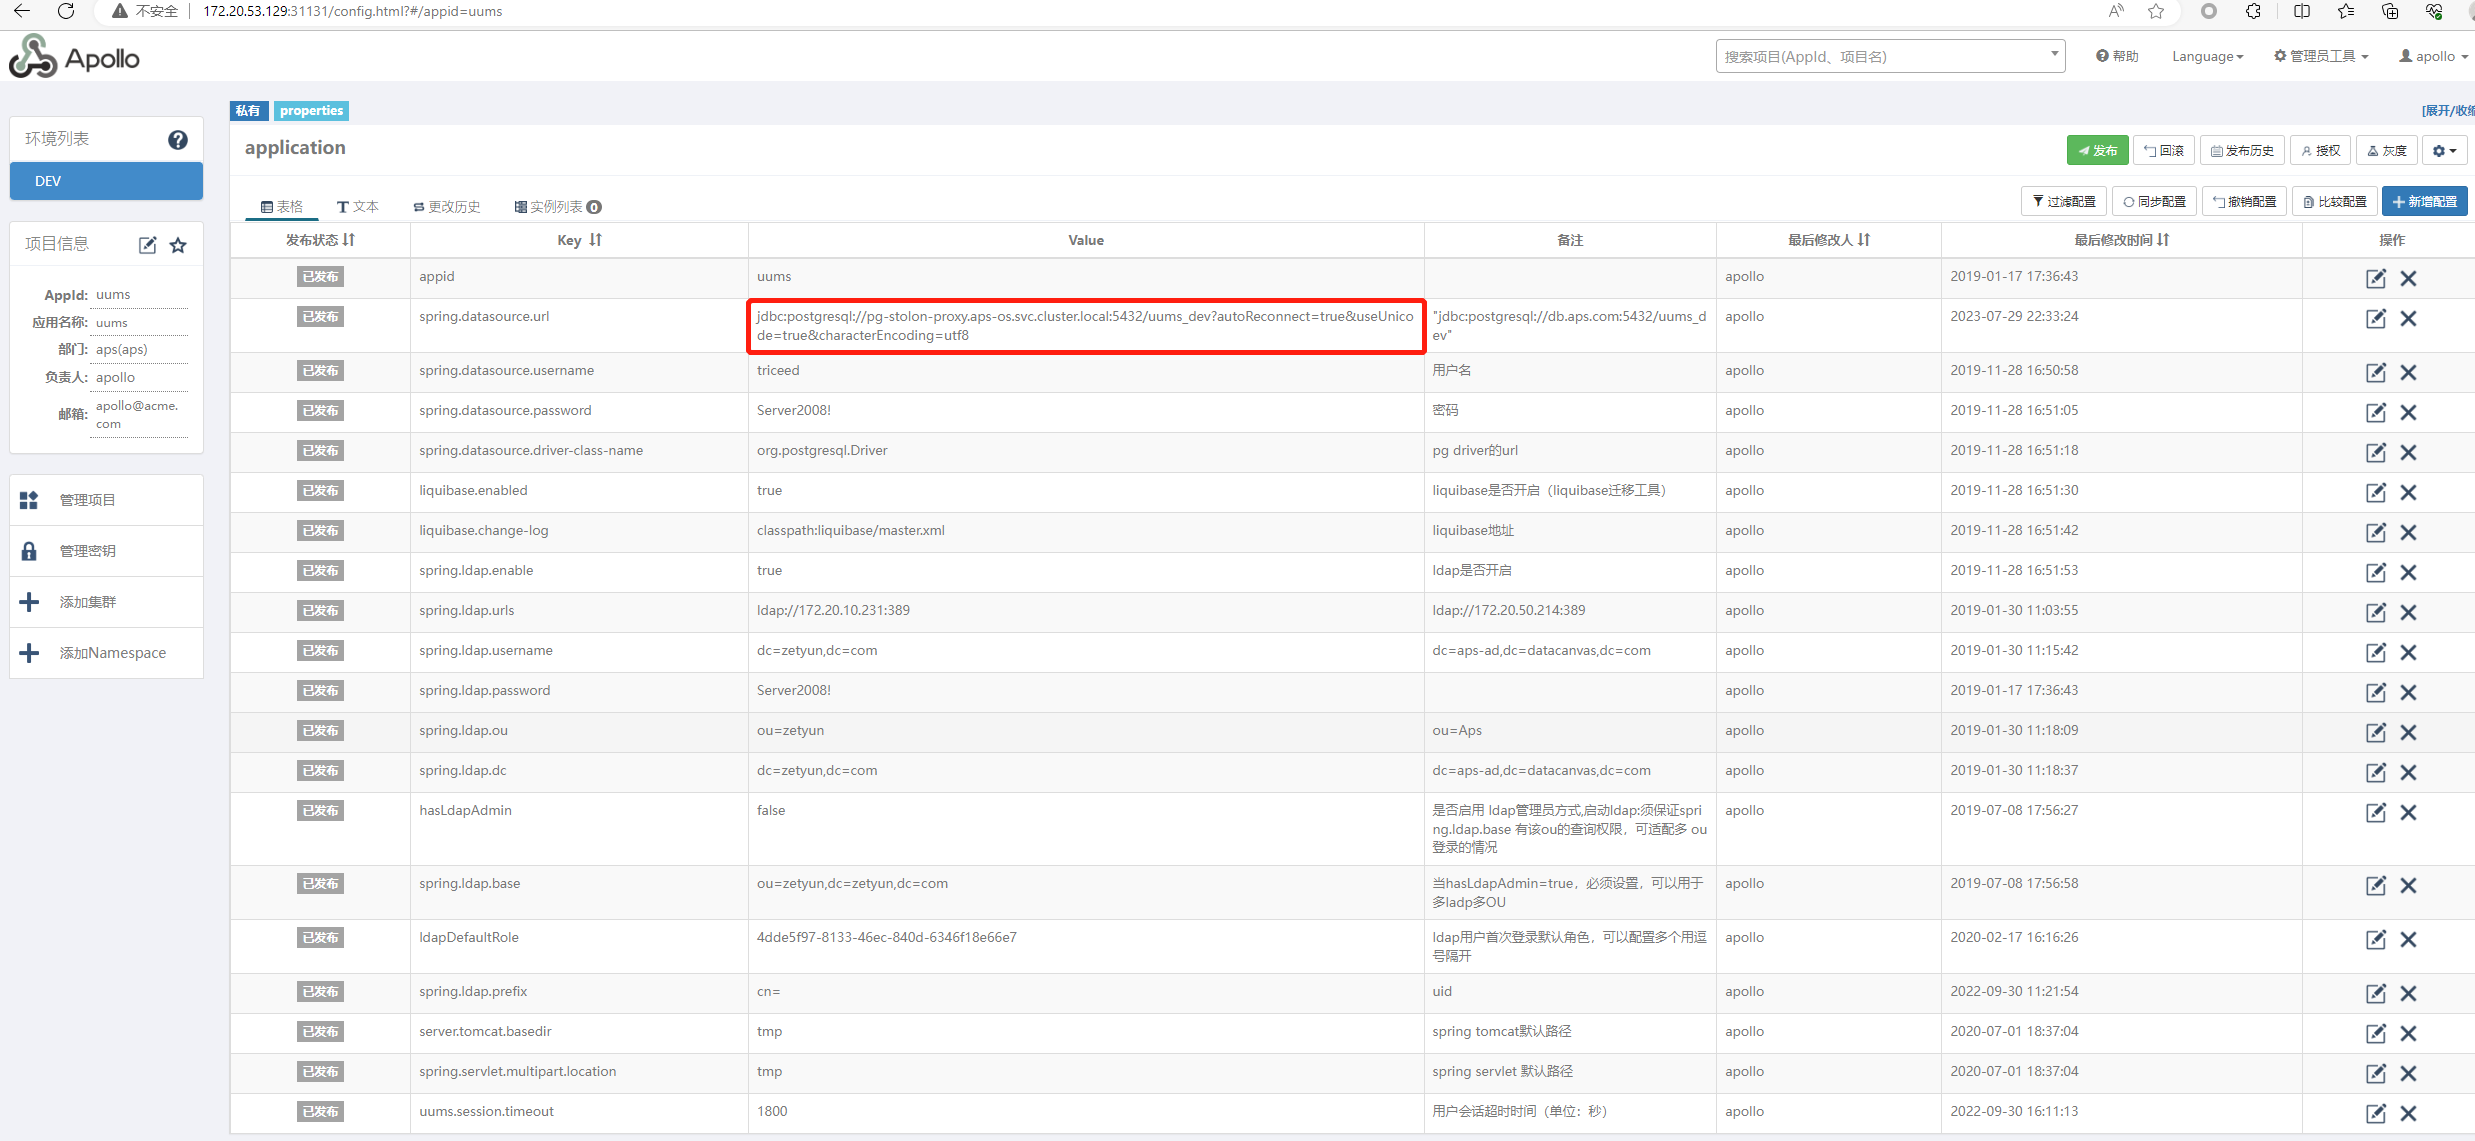 不安全 172.20.53.129:31131/config.html?#/appid=uums
Apollo
搜索项目(AppId、项目名)
帮助
Language
管理员工具
apollo
环境列表
DEV
项目信息
AppId: uums
应用名称: uums
部门: aps(aps)
负责人: apollo
邮箱: apollo@acme.
com
管理项目
管理密钥
添加集群
添加Namespace
私有 properties
[展开/收缩
application
发布 回滚 发布历史 授权 灰度
表格 文本 更改历史 实例列表 0
过滤配置 同步配置 撤销配置 比较配置 新增配置
发布状态 Key Value 备注 最后修改人 最后修改时间 操作
已发布 appid uums apollo 2019-01-17 17:36:43
已发布 spring.datasource.url jdbc:postgresql://pg-stolon-proxy.aps-os.svc.cluster.local:5432/uums_dev?autoReconnect=true&useUnico "jdbc:postgresql://db.aps.com:5432/uums_d apollo 2023-07-29 22:33:24
de=true&characterEncoding=utf8 ev"
已发布 spring.datasource.username triceed 用户名 apollo 2019-11-28 16:50:58
已发布 spring.datasource.password Server2008! 密码 apollo 2019-11-28 16:51:05
已发布 spring.datasource.driver-class-name org.postgresql.Driver pg driver的url apollo 2019-11-28 16:51:18
已发布 liquibase.enabled true liquibase是否开启（liquibase迁移工具） apollo 2019-11-28 16:51:30
已发布 liquibase.change-log classpath:liquibase/master.xml liquibase地址 apollo 2019-11-28 16:51:42
已发布 spring.ldap.enable true ldap是否开启 apollo 2019-11-28 16:51:53
已发布 spring.ldap.urls ldap://172.20.10.231:389 ldap://172.20.50.214:389 apollo 2019-01-30 11:03:55
已发布 spring.ldap.username dc=zetyun,dc=com dc=aps-ad,dc=datacanvas,dc=com apollo 2019-01-30 11:15:42
已发布 spring.ldap.password Server2008! apollo 2019-01-17 17:36:43
已发布 spring.ldap.ou ou=zetyun ou=Aps apollo 2019-01-30 11:18:09
已发布 spring.ldap.dc dc=zetyun,dc=com dc=aps-ad,dc=datacanvas,dc=com apollo 2019-01-30 11:18:37
已发布 hasLdapAdmin false 是否启用 ldap管理员方式,启动ldap:须保证spri apollo 2019-07-08 17:56:27
ng.ldap.base 有该ou的查询权限，可适配多 ou
登录的情况
已发布 spring.ldap.base ou=zetyun,dc=zetyun,dc=com 当hasLdapAdmin=true，必须设置，可以用于 apollo 2019-07-08 17:56:58
多ladp多OU
已发布 ldapDefaultRole 4dde5f97-8133-46ec-840d-6346f18e66e7 ldap用户首次登录默认角色，可以配置多个用逗 apollo 2020-02-17 16:16:26
号隔开
已发布 spring.ldap.prefix cn= uid apollo 2022-09-30 11:21:54
已发布 server.tomcat.basedir tmp spring tomcat默认路径 apollo 2020-07-01 18:37:04
已发布 spring.servlet.multipart.location tmp spring servlet 默认路径 apollo 2020-07-01 18:37:04
已发布 uums.session.timeout 1800 用户会话超时时间（单位：秒） apollo 2022-09-30 16:11:13